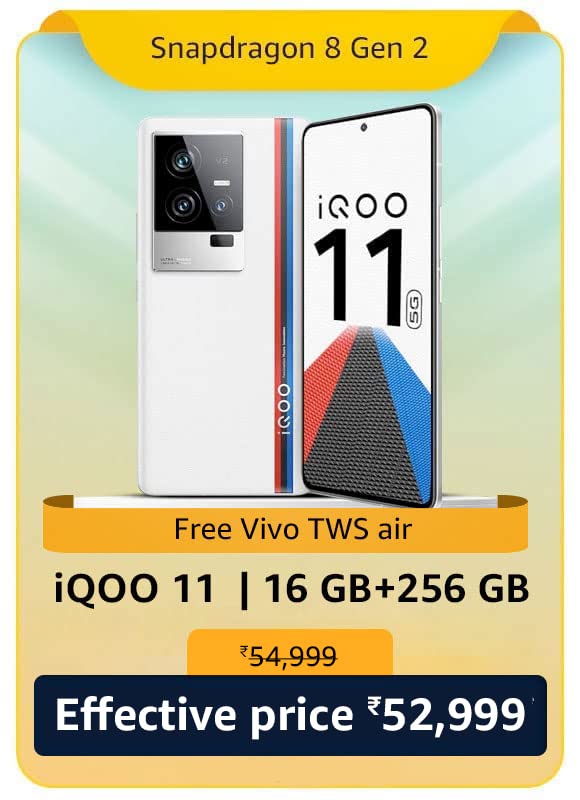 Snapdragon 8 Gen 2
V2
iQOO
11
5G
iQOO
Free Vivo TWS air
iQOO 11 | 16 GB+256 GB
₹54,999
Effective price ₹52,999